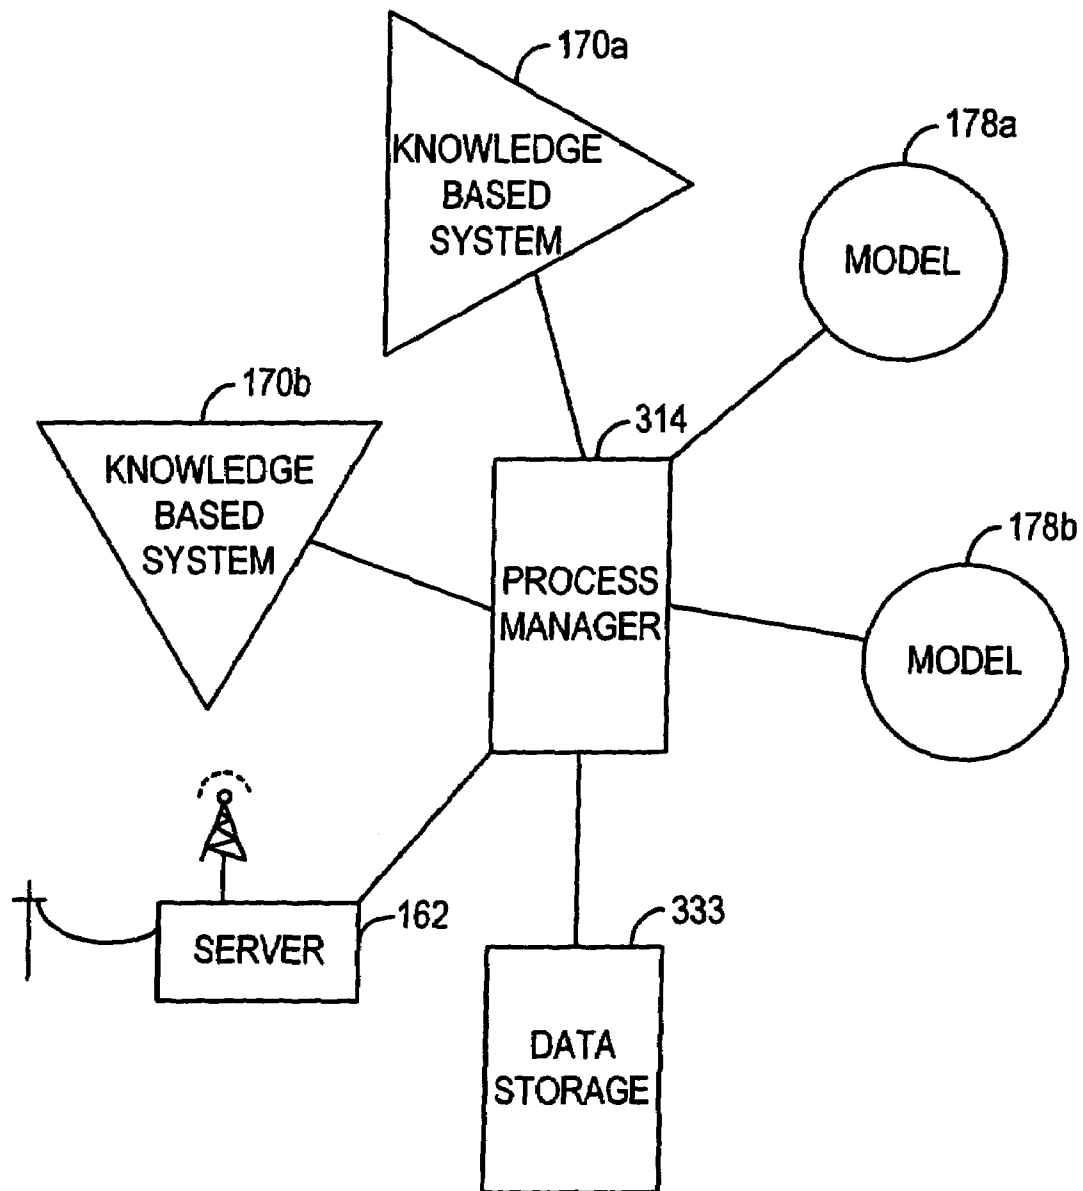 170a
KNOWLEDGE
BASED
SYSTEM
178a
MODEL
170b
KNOWLEDGE
BASED
SYSTEM
314
PROCESS
MANAGER
178b
MODEL
162
SERVER
333
DATA
STORAGE